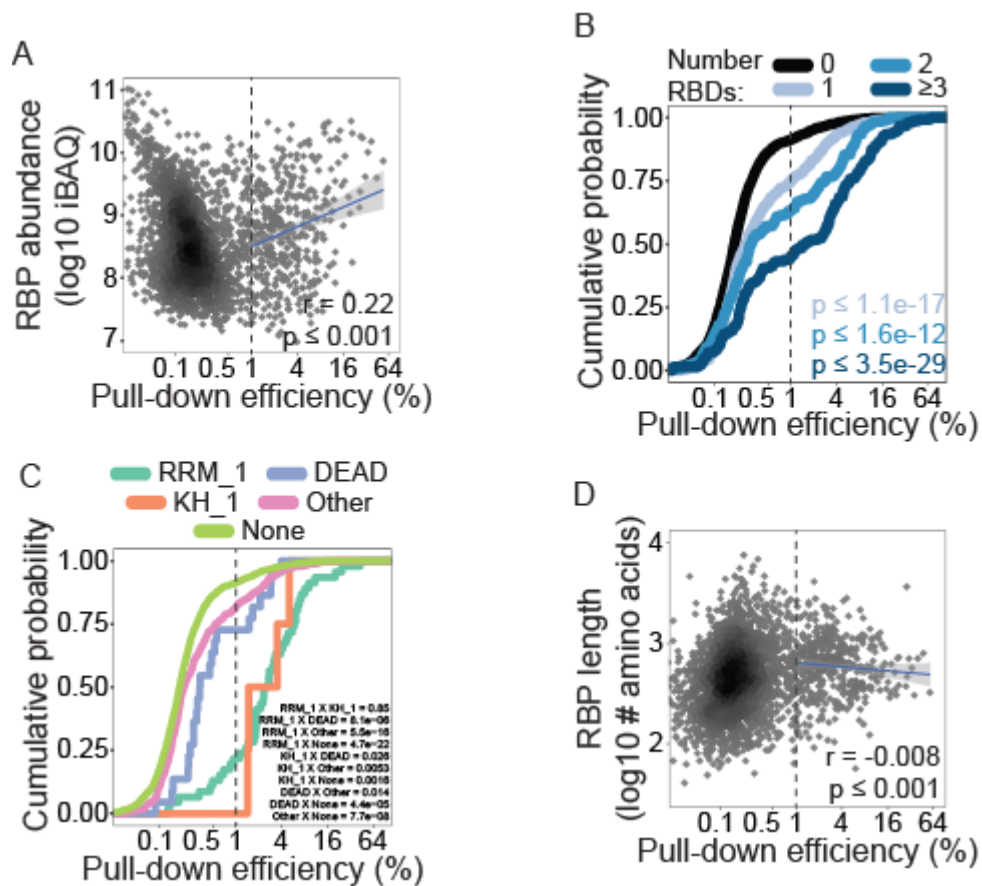 A
RBP abundance
(log10 iBAQ)
11
10
9
8
7
r = 0.22
p ≤ 0.001
0.1 0.5 1 4 16 64
Pull-down efficiency (%)
B
Number
RBDs:
0
1
2
≥3
Cumulative probability
1.00
0.75
0.50
0.25
0.00
p ≤ 1.1e-17
p ≤ 1.6e-12
p ≤ 3.5e-29
0.1 0.5 1 4 16 64
Pull-down efficiency (%)
C
RRM_1 DEAD
KH_1 Other
None
Cumulative probability
1.00
0.75
0.50
0.25
0.00
RRM_1 X KH_1 = 0.85
RRM_1 X DEAD = 8.1e-06
RRM_1 X Other = 5.5e-16
RRM_1 X None = 4.7e-22
KH_1 X DEAD = 0.026
KH_1 X Other = 0.0053
KH_1 X None = 0.0016
DEAD X Other = 0.014
DEAD X None = 4.4e-05
Other X None = 7.7e-08
0.1 0.5 1 4 16 64
Pull-down efficiency (%)
D
RBP length
(log10 # amino acids)
4
3
2
r = -0.008
p ≤ 0.001
0.1 0.5 1 4 16 64
Pull-down efficiency (%)